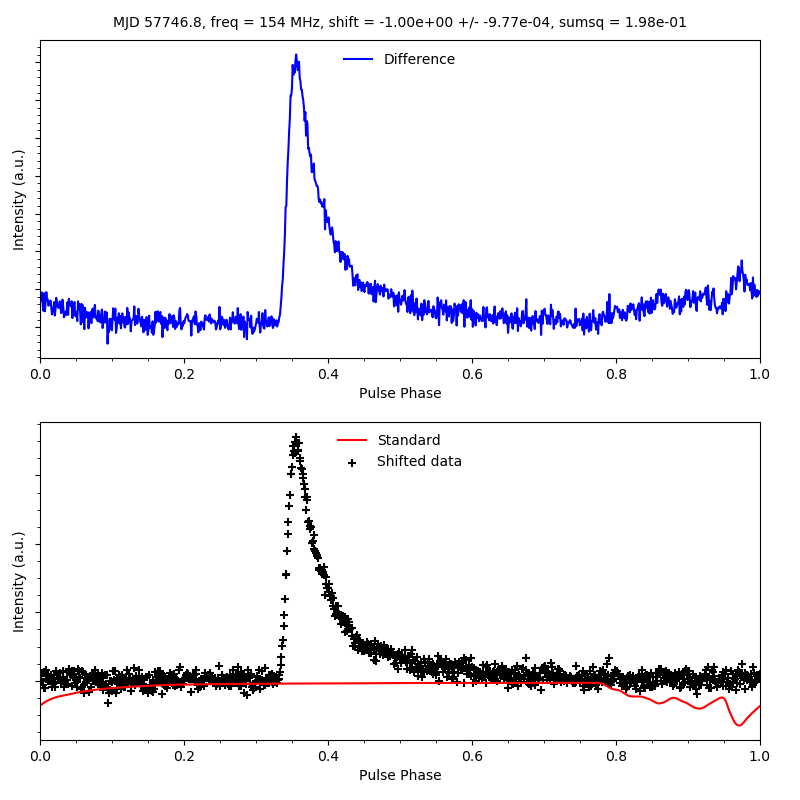 MJD 57746.8, freq = 154 MHz, shift = -1.00e+00 +/- -9.77e-04, sumsq = 1.98e-01
Difference
Intensity (a.u.)
0.0 0.2 0.4 0.6 0.8 1.0
Pulse Phase
Standard
Shifted data
Intensity (a.u.)
0.0 0.2 0.4 0.6 0.8 1.0
Pulse Phase